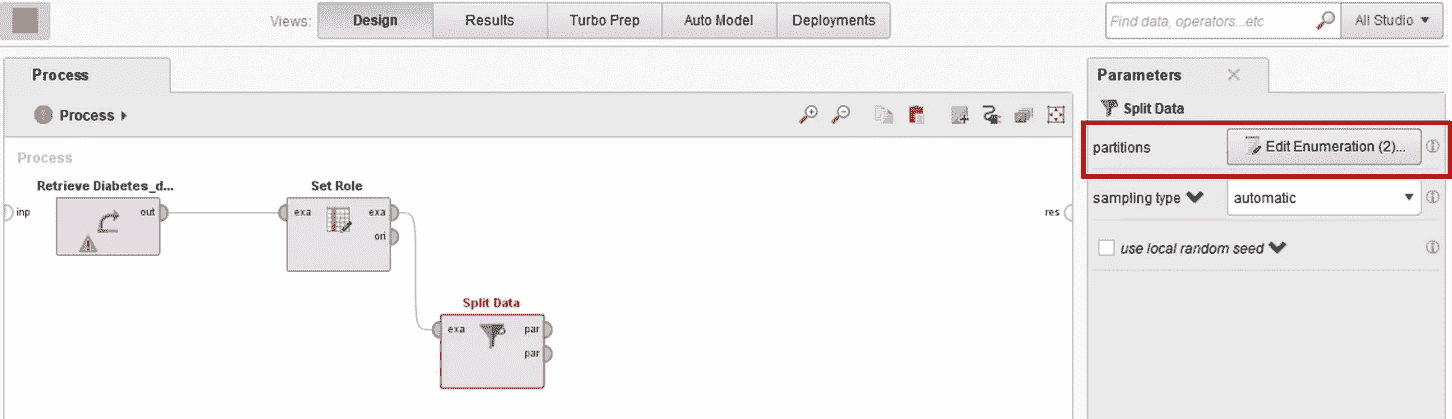 Views: Design Results Turbo Prep Auto Model Deployments Find data, operators...etc All Studio
Process
Process
Process
Retrieve Diabetes_d...
inp
out
Set Role
exa
exa
ori
Split Data
exa
par
par
res
Parameters
Split Data
partitions Edit Enumeration (2)...
sampling type automatic
use local random seed